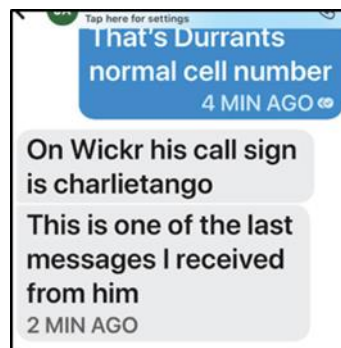 Tap here for settings
That's Durrants
normal cell number
4 MIN AGO
On Wickr his call sign
is charlietango
This is one of the last
messages I received
from him
2 MIN AGO